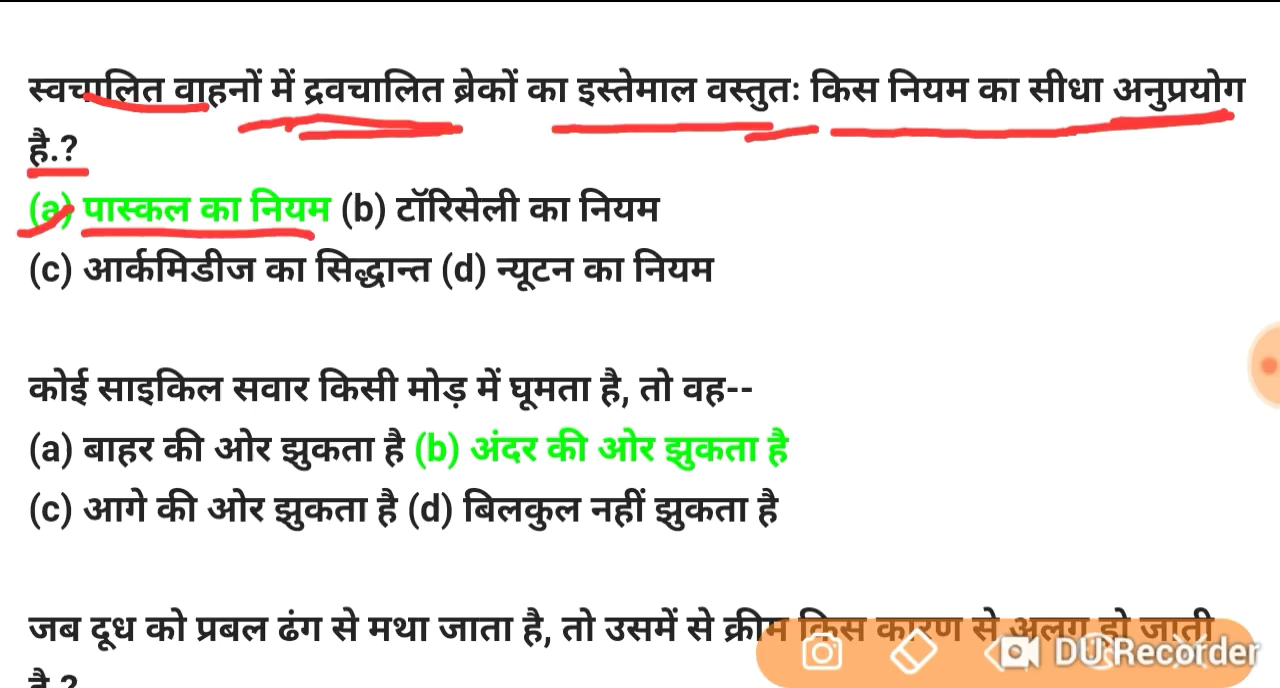 स्वचालित वाहनों में द्रवचालित ब्रेकों का इस्तेमाल वस्तुतः किस नियम का सीधा अनुप्रयोग
है.?
(a) पास्कल का नियम (b) टॉरिसेली का नियम
(c) आर्कमिडीज का सिद्धान्त (d) न्यूटन का नियम
कोई साइकिल सवार किसी मोड़ में घूमता है, तो वह--
(a) बाहर की ओर झुकता है (b) अंदर की ओर झुकता है
(c) आगे की ओर झुकता है (d) बिलकुल नहीं झुकता है
जब दूध को प्रबल ढंग से मथा जाता है, तो उसमें से क्रीम किस कारण से अलग हो जाती
है ?
DU Recorder